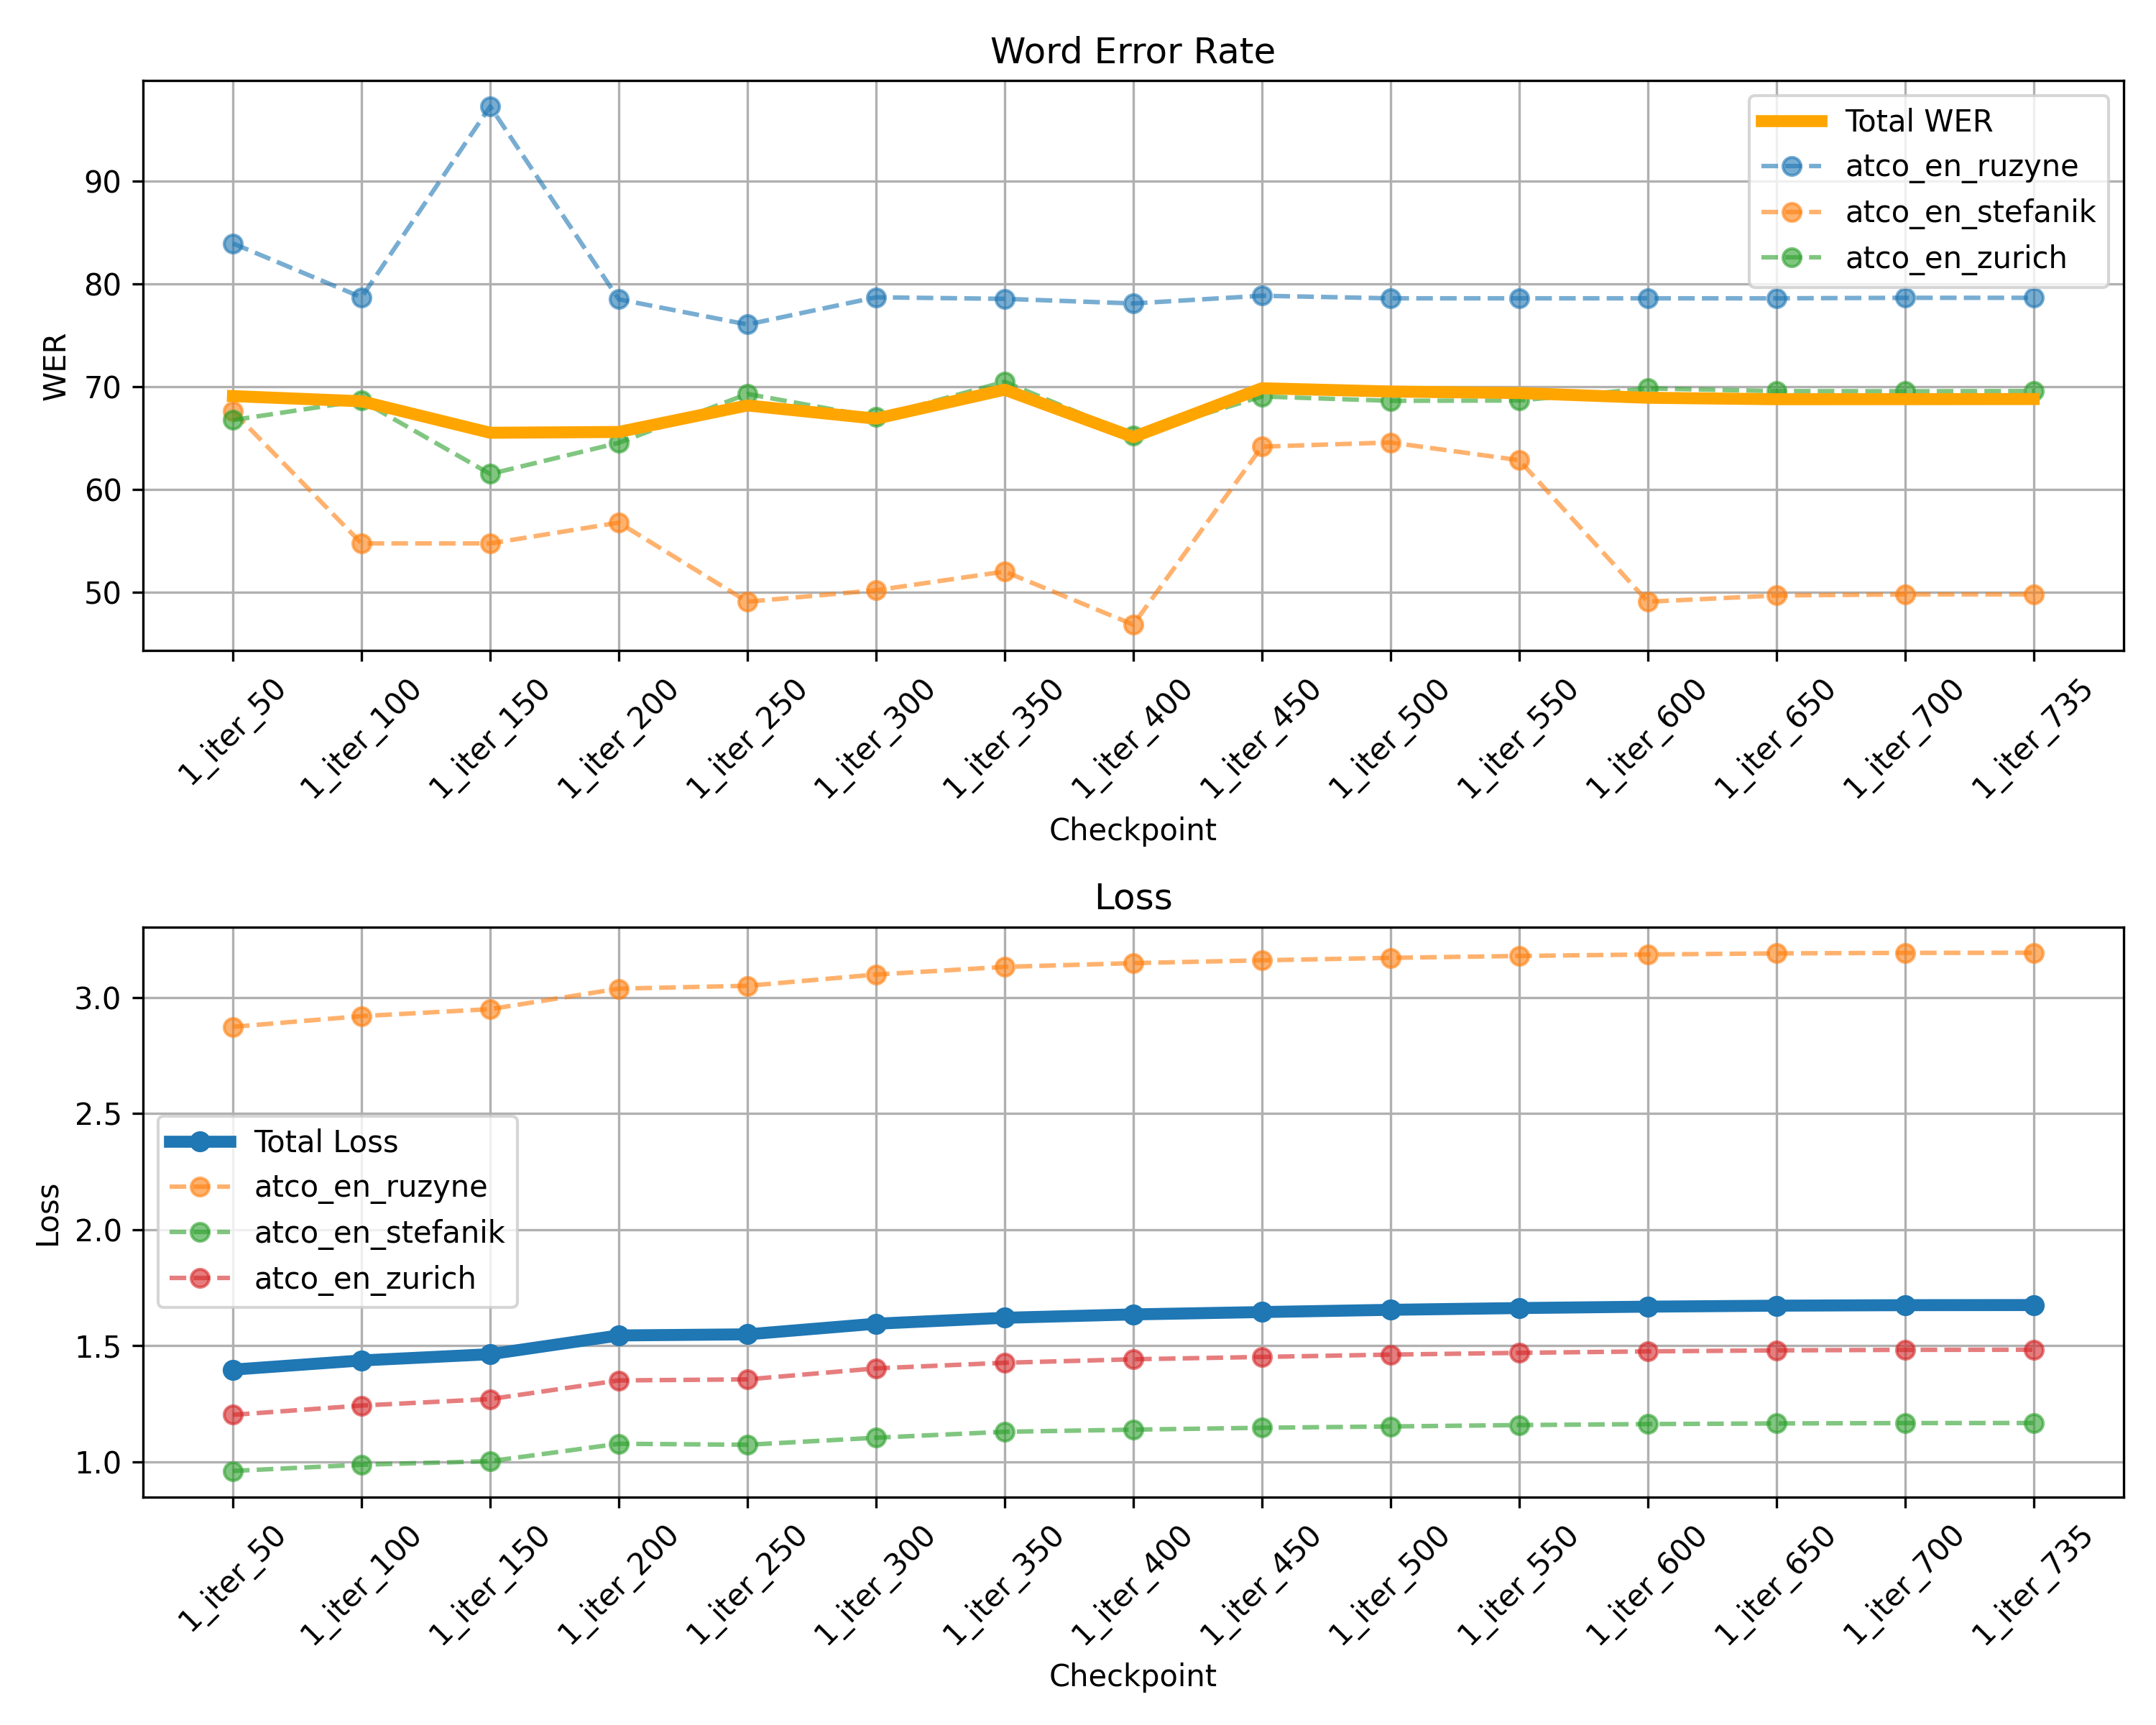 Word Error Rate
WER
90
80
70
60
50
Total WER
atco_en_ruzyne
atco_en_stefanik
atco_en_zurich
1_iter_50
1_iter_100
1_iter_150
1_iter_200
1_iter_250
1_iter_300
1_iter_350
1_iter_400
1_iter_450
1_iter_500
1_iter_550
1_iter_600
1_iter_650
1_iter_700
1_iter_735
Checkpoint
Loss
Loss
3.0
2.5
2.0
1.5
1.0
Total Loss
atco_en_ruzyne
atco_en_stefanik
atco_en_zurich
1_iter_50
1_iter_100
1_iter_150
1_iter_200
1_iter_250
1_iter_300
1_iter_350
1_iter_400
1_iter_450
1_iter_500
1_iter_550
1_iter_600
1_iter_650
1_iter_700
1_iter_735
Checkpoint